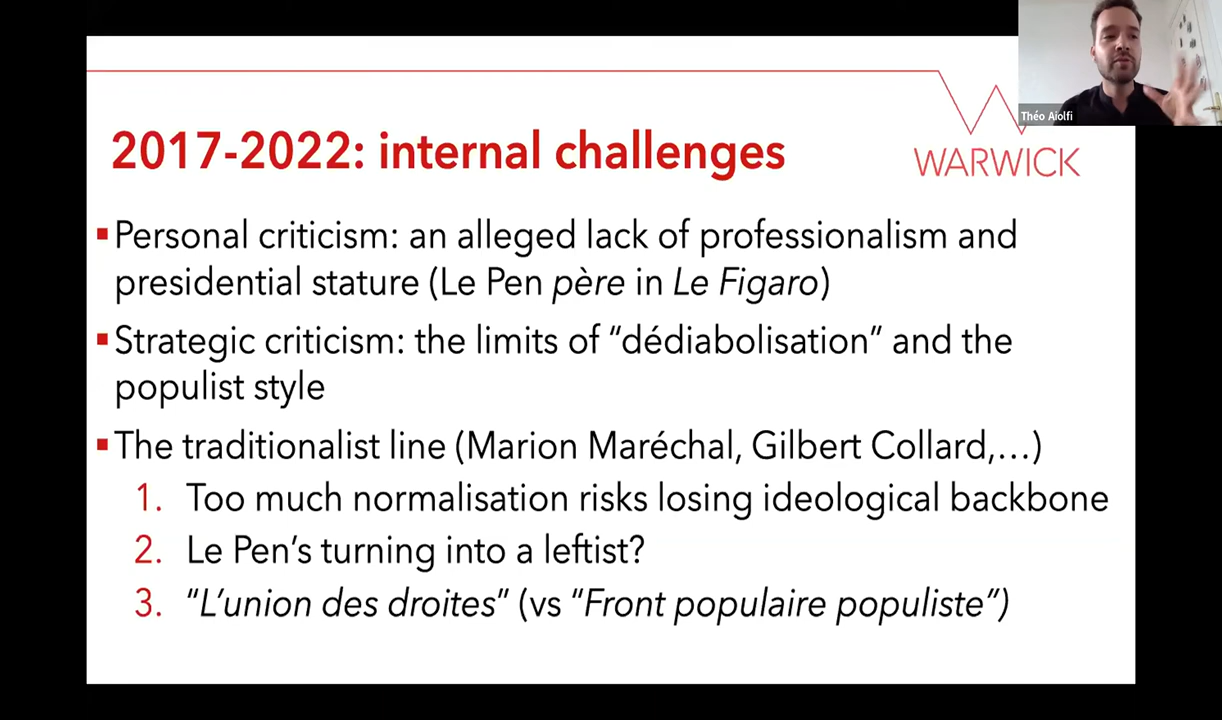 Théo Aiolfi
2017-2022: internal challenges
WARWICK
▪ Personal criticism: an alleged lack of professionalism and
presidential stature (Le Pen père in Le Figaro)
▪ Strategic criticism: the limits of “dédiabolisation” and the
populist style
▪ The traditionalist line (Marion Maréchal, Gilbert Collard,…)
1. Too much normalisation risks losing ideological backbone
2. Le Pen’s turning into a leftist?
3. “L’union des droites” (vs “Front populaire populiste”)